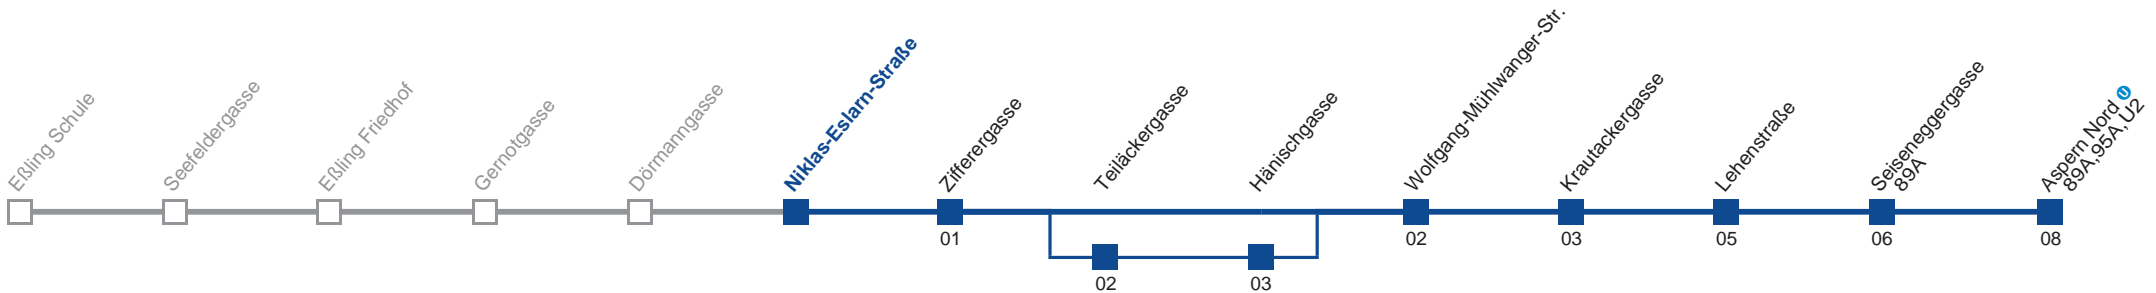 Eßling Schule
Seefeldergasse
Eßling Friedhof
Gernotgasse
Dörmanngasse
Niklas-Eslarn-Straße
Zifferergasse
Teiläckergasse
Hänischgasse
Wolfgang-Mühlwanger-Str.
Krautackergasse
Lehenstraße
Seiseneggergasse
89A
Aspern Nord U
89A,95A,U2
01
02
03
02
03
05
06
08